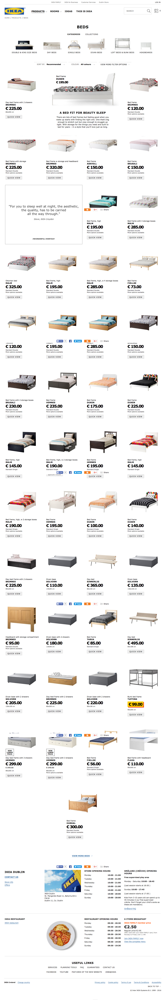 IKEA FAMILY IKEA for Business Customer Services Dublin Store LOG IN
IKEA PRODUCTS ROOMS IDEAS THIS IS IKEA SEARCH 0
HOME / PRODUCTS / BEDS
BEDS
CATEGORIES COLLECTIONS
DOUBLE & KING SIZE BEDS DAY BEDS SINGLE BEDS DIVAN BEDS LOFT BEDS & BUNK BEDS HEADBOARDS
SORT BY: Recommended COLOUR: All colours VIEW MORE FILTER OPTIONS
Bed frame
DUKEN
€ 195.00
Day-bed frame with 2 drawers
BRIMNES
€ 225.00
80x200 cm
QUICK VIEW
A BED FIT FOR BEAUTY SLEEP
There are lots of bed frames but feeling good when you
wake up starts with finding the right one. One that's big
enough to stretch out but cosy enough to snuggle up
tight. With storage for the things you need and built to
last for years – in a style that you'll love just as long.
Bed frame
BRIMNES
€ 120.00
Standard Double
More options available
QUICK VIEW
Bed frame with storage
BRIMNES
€ 225.00
Standard Double
More options available
QUICK VIEW
Bed frame w storage and headboard
BRIMNES
€ 320.00
Standard Double
More options available
QUICK VIEW
Bed frame
ASKVOLL
€ 150.00
Standard Double
More options available
QUICK VIEW
Bed frame
BRUSALI
€ 150.00
Standard Double
More options available
QUICK VIEW
"For you to sleep well at night, the aesthetic,
the quality, has to be carried
all the way through."
Steve, IKEA Croydon
#WONDERFUL EVERYDAY
G+1 Share
Bed frame, high
MALM
€ 195.00
Standard Double
More options available
QUICK VIEW
Bed frame with 4 storage boxes
MALM
€ 285.00
Standard Double
More options available
QUICK VIEW
Ottoman bed
MALM
€ 325.00
Standard Double
More options available
QUICK VIEW
Bed frame, high
MALM
€ 195.00
Standard Double
More options available
QUICK VIEW
Bed frame, high, w 4 storage boxes
MALM
€ 285.00
Standard Double
More options available
QUICK VIEW
Bed frame
FJELLSE
€ 73.00
Standard Double
More options available
QUICK VIEW
Like 0 Tweet G+1 Share
€ 120.00
Standard Double
More options available
QUICK VIEW
€ 195.00
Standard Double
More options available
QUICK VIEW
€ 285.00
Standard Double
More options available
QUICK VIEW
€ 150.00
Standard Double
More options available
QUICK VIEW
Bed frame with 4 storage boxes
BRUSALI
€ 230.00
Standard Double
More options available
QUICK VIEW
Bed frame
HEMNES
€ 235.00
Standard Double
More options available
QUICK VIEW
Bed frame
DUKEN
€ 175.00
Standard Double
More options available
QUICK VIEW
Bed frame
DUKEN
€ 225.00
Standard Double
More options available
QUICK VIEW
Bed frame, high
MALM
€ 145.00
Standard Single
QUICK VIEW
Bed frame, high, w 2 storage boxes
MALM
€ 190.00
Standard Single
QUICK VIEW
Bed frame
HEMNES
€ 195.00
Standard Single
QUICK VIEW
Bed frame, high
MALM
€ 145.00
Standard Single
QUICK VIEW
Like 0 Tweet G+1 Share
Bed frame, high, w 2 storage boxes
MALM
€ 190.00
Standard Single
More options available
QUICK VIEW
Bed frame
HEMNES
€ 195.00
Standard Single
More options available
QUICK VIEW
Bed frame
DUKEN
€ 100.00
Standard Single
More options available
QUICK VIEW
Bed frame
DUKEN
€ 140.00
Standard Single
More options available
QUICK VIEW
Day-bed frame with 2 drawers
BRIMNES
€ 225.00
80x200 cm
QUICK VIEW
Divan base
SOLVORN
€ 110.00
135x95 cm
QUICK VIEW
Day-bed
SINNERLIG
€ 365.00
86x192 cm
QUICK VIEW
Divan base
SOLVORN
€ 135.00
150x100 cm
QUICK VIEW
Like 0 Tweet G+1 Share
Headboard with storage compartment
BRIMNES
€ 95.00
Standard Double
More options available
QUICK VIEW
Divan base with 2 drawers
SOLVORN
€ 180.00
135x95 cm
QUICK VIEW
Bed frame
TARVA
€ 85.00
Standard Single
QUICK VIEW
Day-bed
SINNERLIG
€ 495.00
QUICK VIEW
Divan base with 2 drawers
SOLVORN
€ 205.00
150x100 cm
QUICK VIEW
Day-bed frame with 2 drawers
BRIMNES
€ 225.00
80x200 cm
QUICK VIEW
Divan base with 2 drawers
SOLVORN
€ 220.00
90x190 cm
QUICK VIEW
Bunk bed frame
TUFFING
€ 99.00
90x200 cm
QUICK VIEW
Like 0 Tweet G+1 Share
NEW LOWER PRICE
Day-bed frame with 3 drawers
HEMNES
€ 299.00
€ 345.00
80x200 cm
QUICK VIEW
NEW LOWER PRICE
Day-bed frame with 3 drawers
HEMNES
€ 299.00
€ 345.00
80x200 cm
More options available
QUICK VIEW
Bed frame
FJELLSE
€ 56.00
Standard Single
More options available
QUICK VIEW
Bed frame with headboard
FLAXA
€ 110.00
90x200 cm
QUICK VIEW
Bed frame
HURDAL
€ 300.00
Standard Double
More options available
QUICK VIEW
VIEW MORE BEDS
Like 0 Tweet G+1 Share
IKEA DUBLIN
CONTACT US
Store info
Offers
IKEA Dublin
St. Margarets Road 11, BallymunD11
FW18
Dublin 11, Co. Dublin
STORE OPENING HOURS
Monday 10:00 - 21:00
Tuesday 10:00 - 21:00
Wednesday 10:00 - 21:00
Thursday 10:00 - 21:00
Friday 10:00 - 21:00
Saturday 10:00 - 20:00
Sunday 10:00 - 20:00
SMÅLAND (CRÈCHE) OPENING
HOURS
Free supervised play area
Monday - Saturday 10:00 - 18:45
(Last session starts at 18:00 )
Sunday 10:00 - 17:45
(Last session starts at 17:00 )
Kids from 3-10 years old can spend up to
45 minutes in our free supervised
crèche. Don't forget your child's socks as
these are mandatory.
Småland FAQ
IKEA RESTAURANT
IKEA restaurant
RESTAURANT OPENING HOURS
Monday 09:30 - 20:30
Tuesday 09:30 - 20:30
Wednesday 09:30 - 20:30
Thursday 09:30 - 20:30
Friday 09:30 - 20:30
Saturday 09:30 - 19:30
Sunday 09:30 - 19:30
6 ITEMS BREAKFAST
IKEA FAMILY member price
€2.50
Regular price €2.95
Offer valid with your IKEA FAMILY card, from
Monday to Friday until 11 AM.
Join IKEA FAMILY now
View the complete menu
USEFUL LINKS
SERVICES PLANNING TOOLS FAQ GUARANTEES CONTACT US
FACEBOOK YOUTUBE FEATURES OF THE NEW WEBSITE JOBS@IKEA
IKEA Ireland Change country Privacy policy Cookie policy Terms of use Terms & Conditions Accessibility
BACK TO TOP
© Inter IKEA Systems B.V. 1999 - 2016